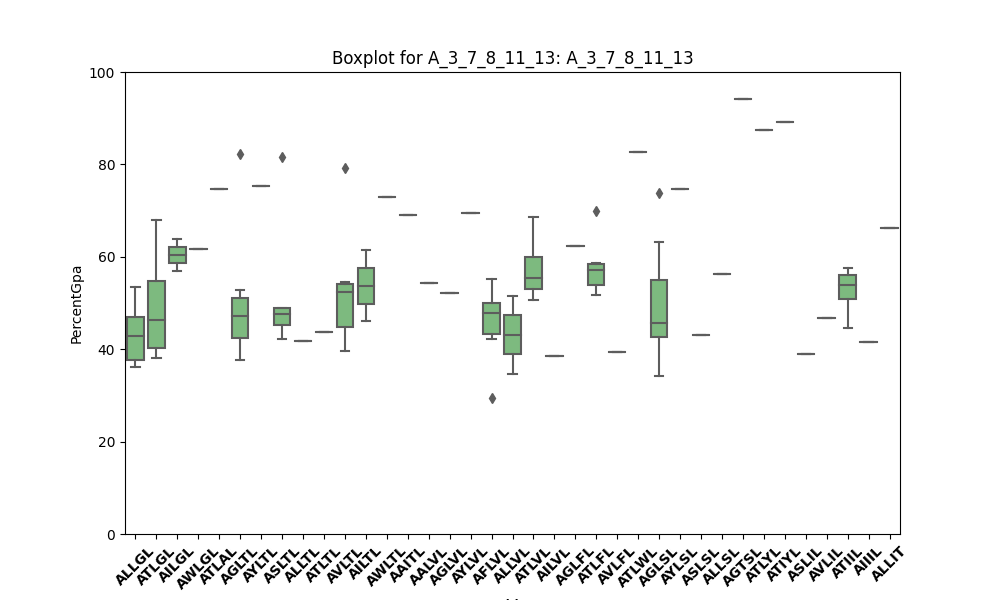 Boxplot for A_3_7_8_11_13: A_3_7_8_11_13
PercentGpa
100
80
60
40
20
0
ALLGL
ATLGL
AILGL
AWLGL
ATLAL
AGLTL
AYLTL
ASLTL
ALLTL
ATLTL
AVLTL
AILTL
AWLTL
AAITL
AALVL
AGLVL
AYLVL
AFLVL
ALLVL
ATLVL
AILVL
AGLFL
ATLFL
AVLFL
ATLWL
AGLSL
AYLSL
ASLSL
ALLSL
AGTSL
ATLYL
ATIYL
ASLIL
AVLIL
ATIIL
AIIIL
ALLIT